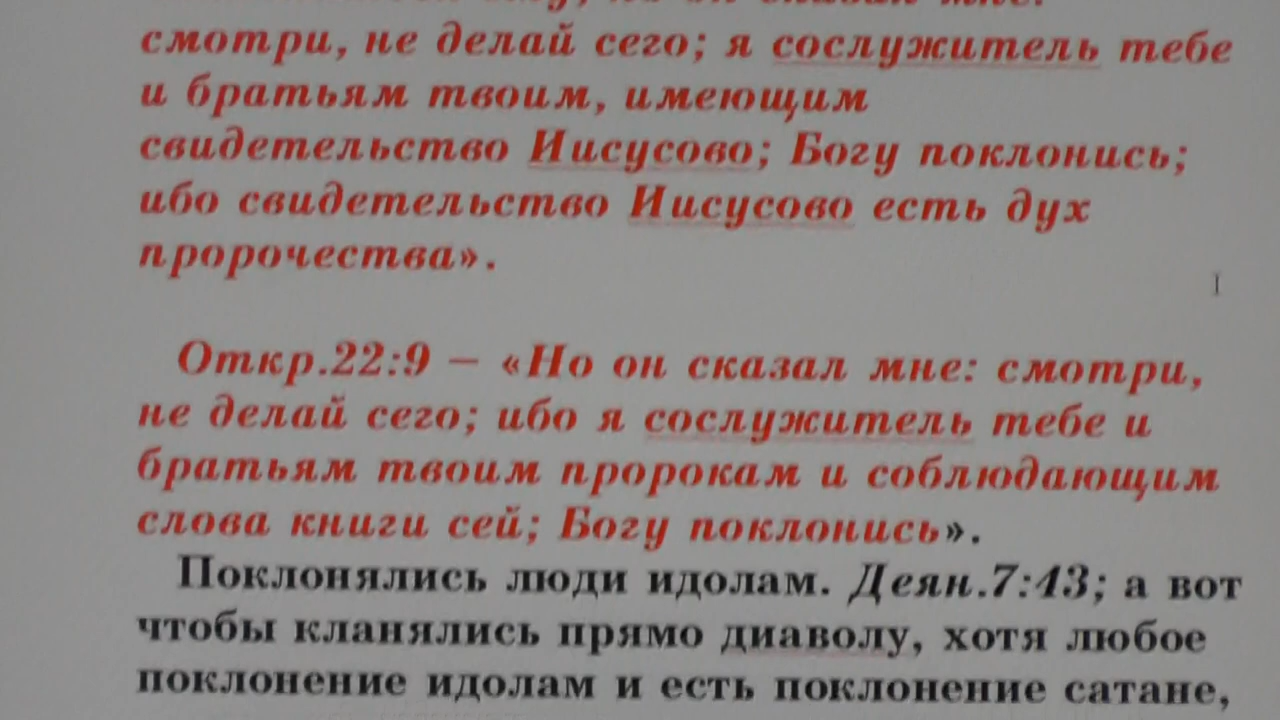 смотри, не делай сего; я сослужитель тебе
и братьям твоим, имеющим
свидетельство Иисусово; Богу поклонись;
ибо свидетельство Иисусово есть дух
пророчества».
Откр.22:9 – «Но он сказал мне: смотри,
не делай сего; ибо я сослужитель тебе и
братьям твоим пророкам и соблюдающим
слова книги сей; Богу поклонись».
Поклонялись люди идолам. Деян.7:43; а вот
чтобы кланялись прямо диаволу, хотя любое
поклонение идолам и есть поклонение сатане,